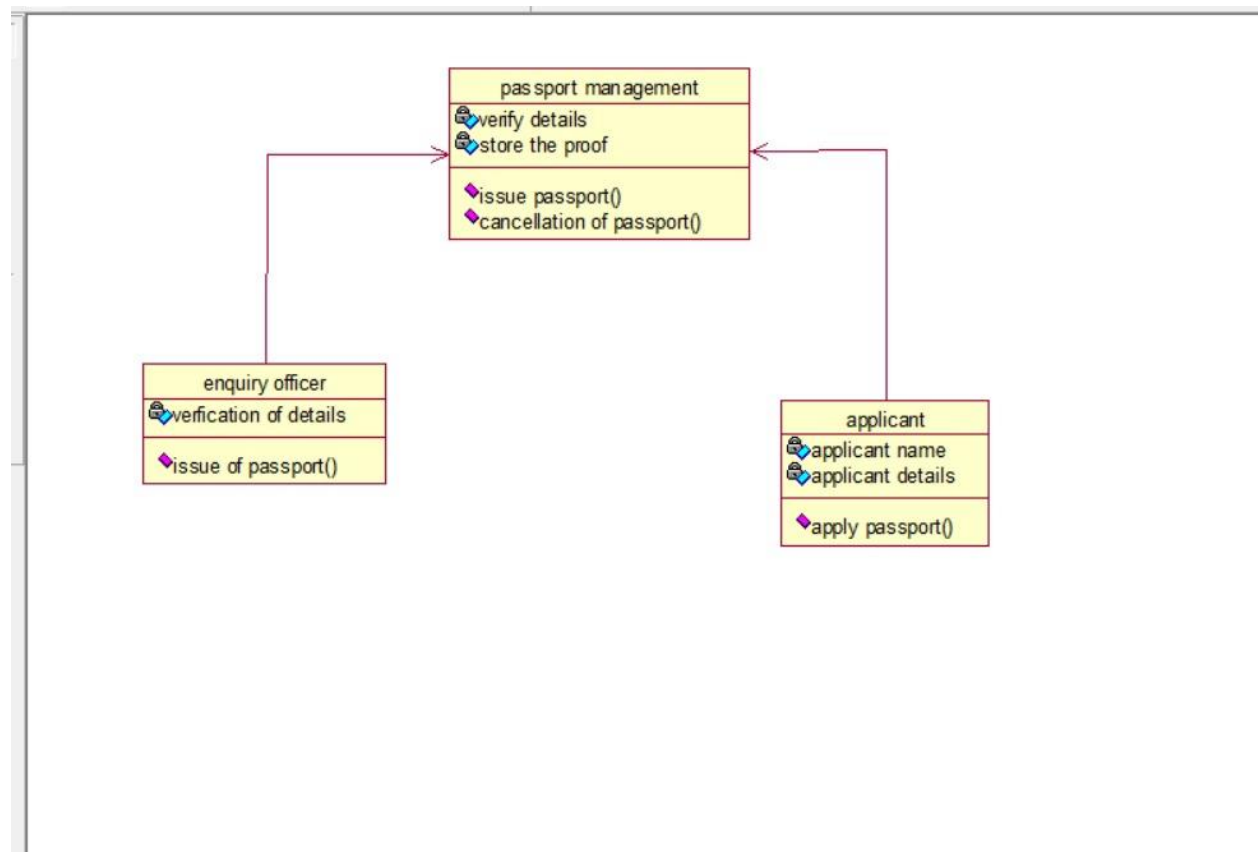 passport management
verify details
store the proof
issue passport()
cancellation of passport()
enquiry officer
verfication of details
issue of passport()
applicant
applicant name
applicant details
apply passport()